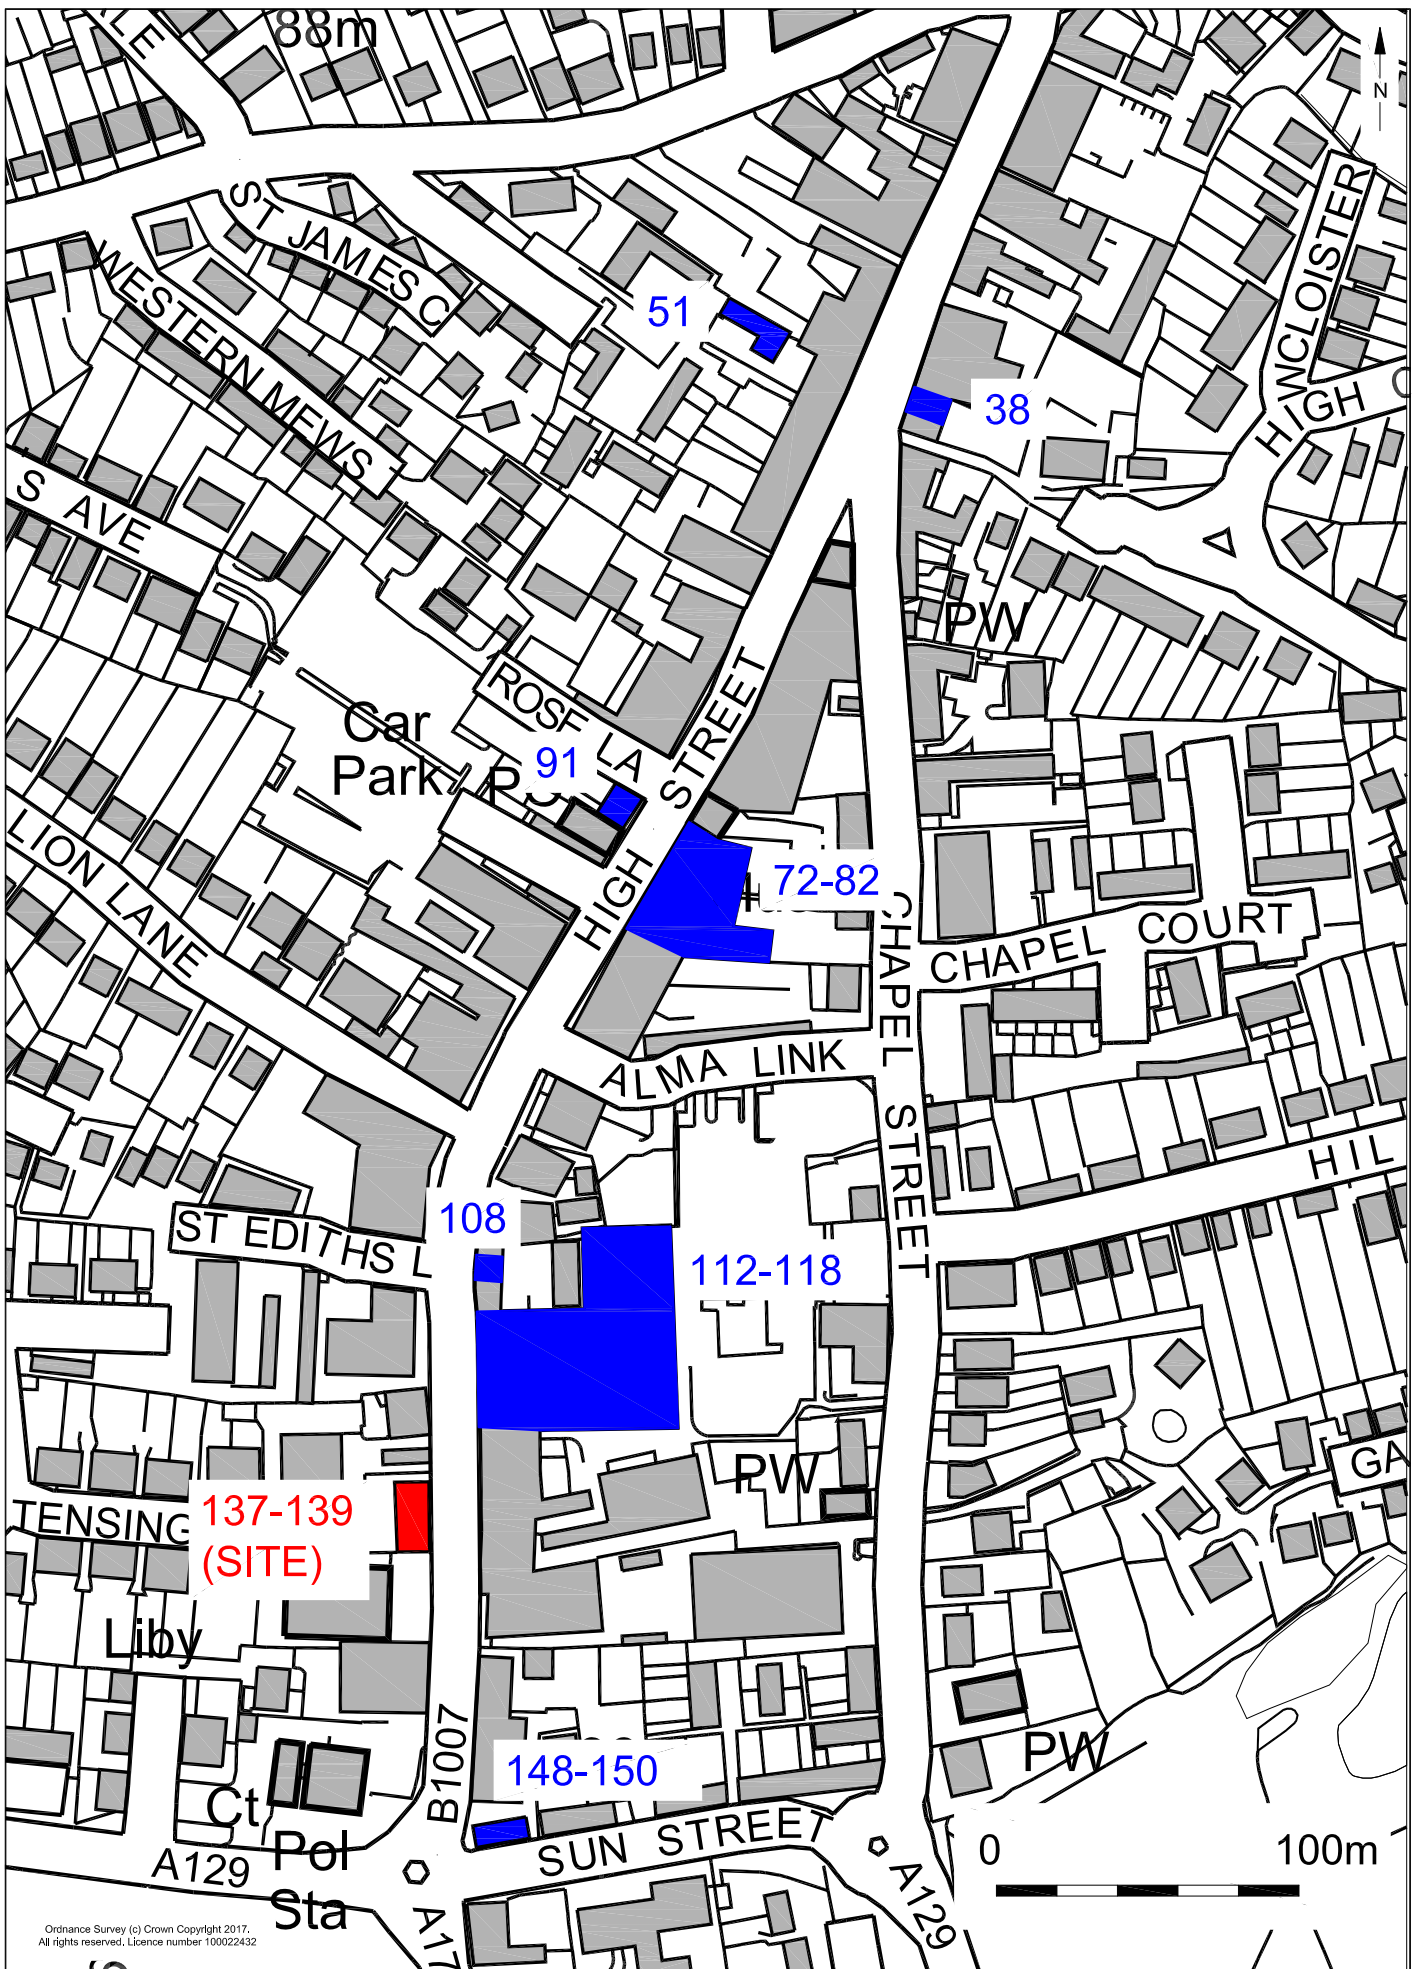 88m
N
ST JAMES C
WCLOISTER
WESTERN MEWS
51
38
HIGH
S AVE
PW
ROSE LA
STREET
Car
Park
91
HIGH
72-82
LION LANE
CHAPEL
STREET
CHAPEL COURT
ALMA LINK
HIL
108
ST EDITHS L
112-118
GA
PW
137-139
(SITE)
TENSING
Liby
B1007
PW
148-150
Ct
SUN STREET
0 100m
Pol
Sta
A129
A129
Ordnance Survey (c) Crown Copyright 2017.
All rights reserved. Licence number 100022432